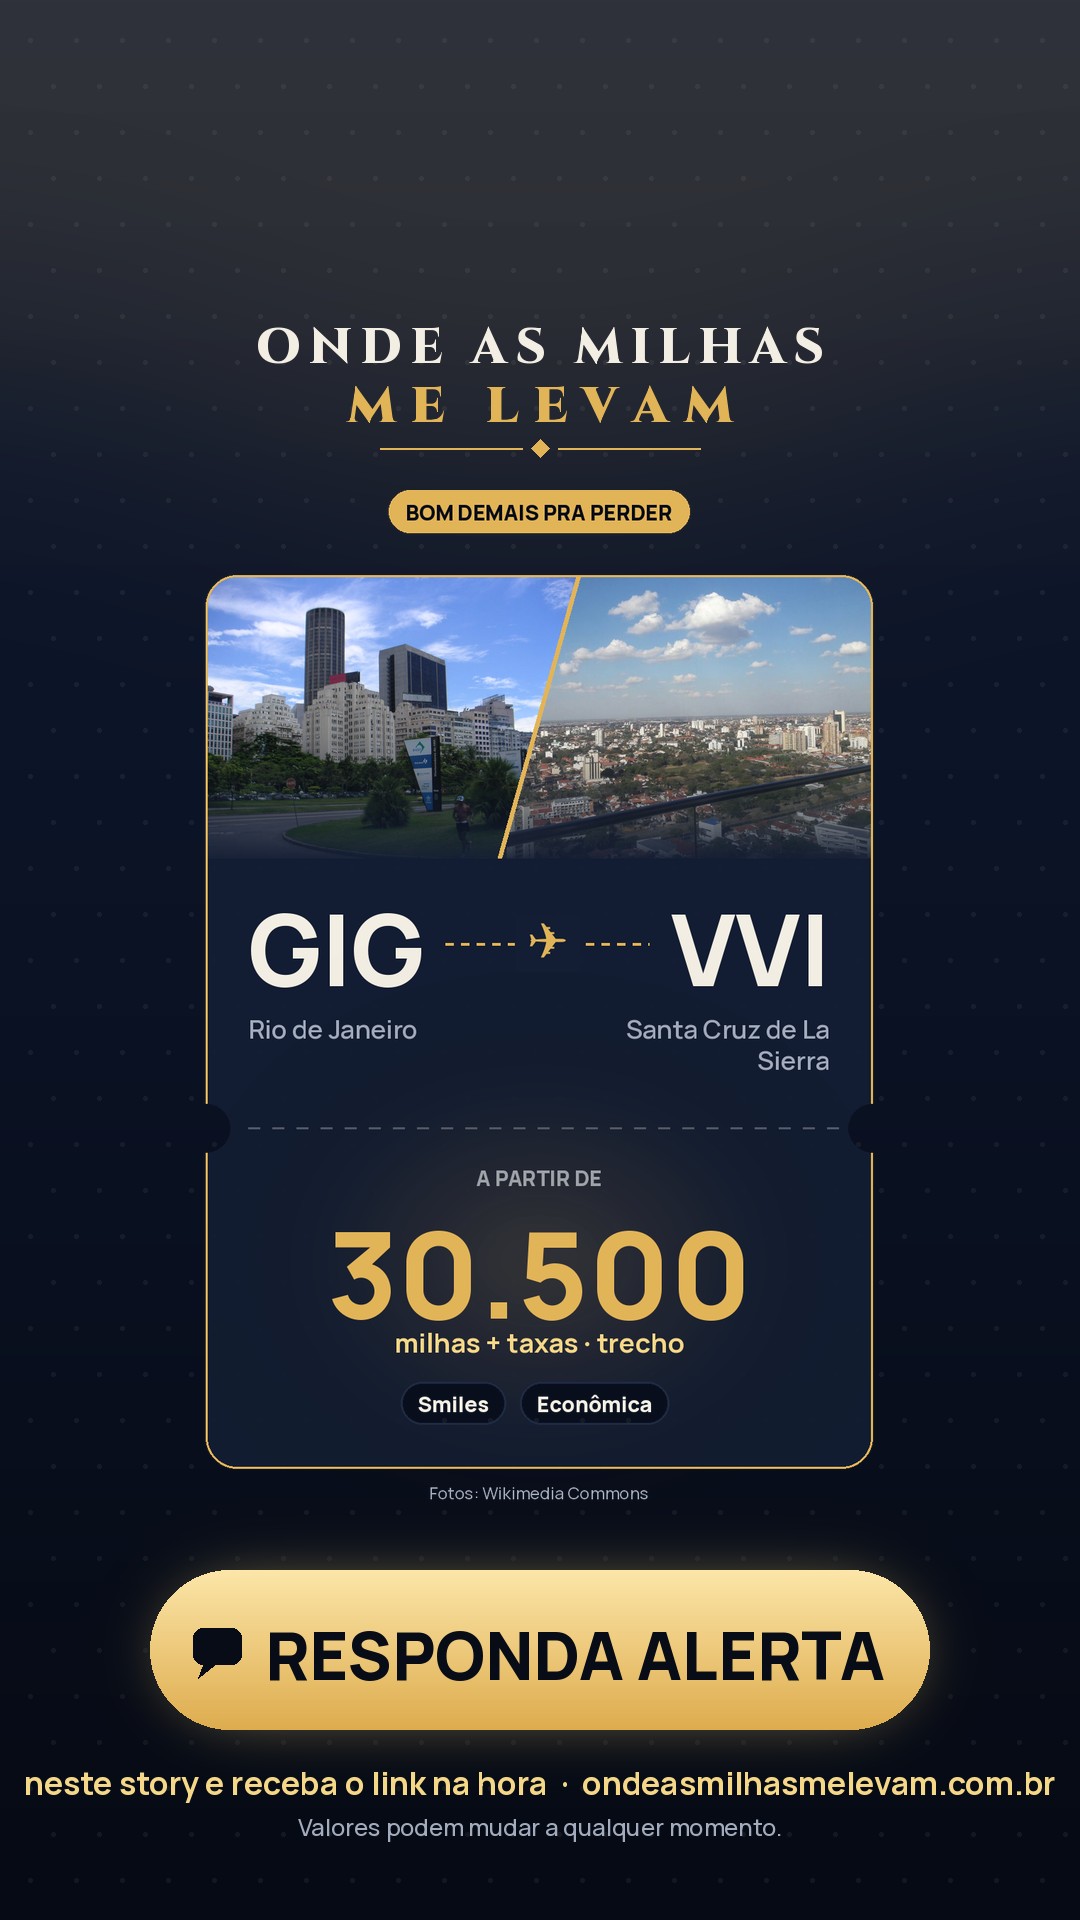 ONDE AS MILHAS
ME LEVAM
BOM DEMAIS PRA PERDER
GIG
VVI
Rio de Janeiro
Santa Cruz de La
Sierra
A PARTIR DE
30.500
milhas + taxas · trecho
Smiles
Econômica
Fotos: Wikimedia Commons
RESPONDA ALERTA
neste story e receba o link na hora · ondeasmilhasmelevam.com.br
Valores podem mudar a qualquer momento.